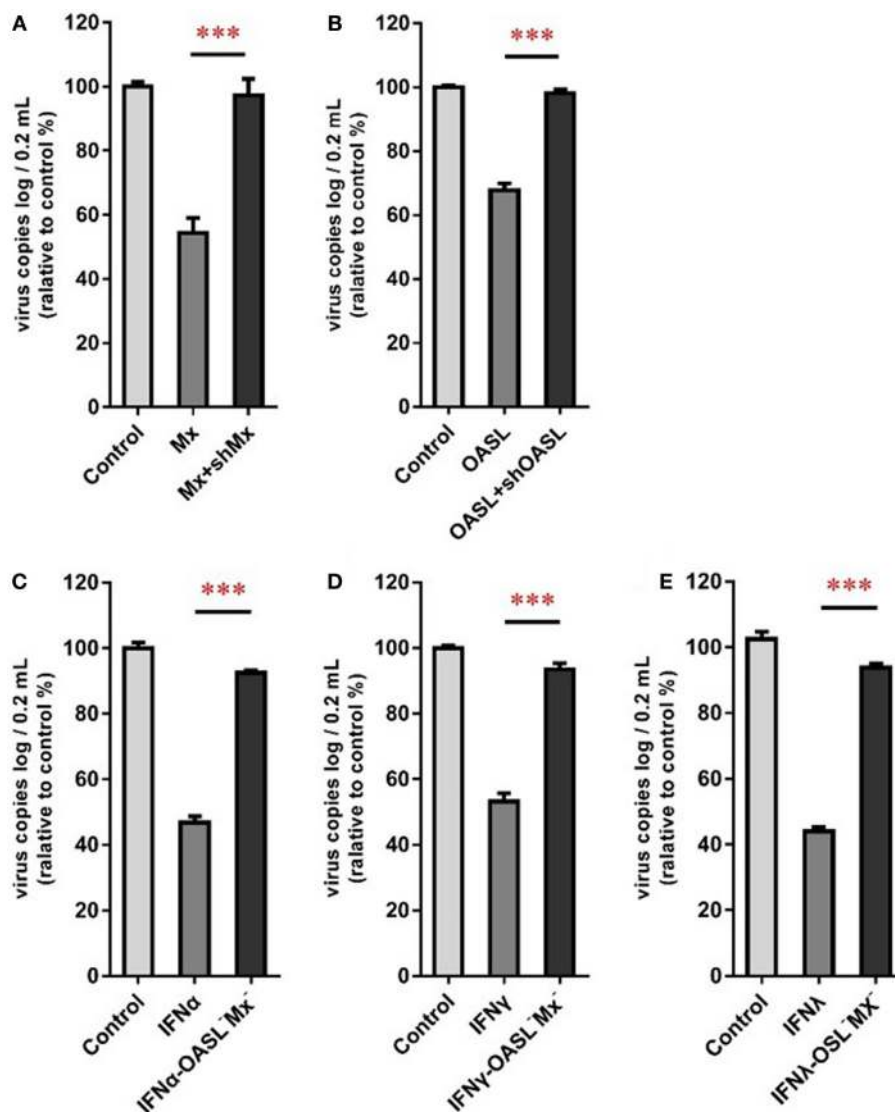 A
***
virus copies log / 0.2 mL
(ralative to control %)
120
100
80
60
40
20
0
Control
Mx
Mx+shMx
B
***
virus copies log / 0.2 mL
(ralative to control %)
120
100
80
60
40
20
0
Control
OASL
OASL+shOASL
C
***
virus copies log / 0.2 mL
(ralative to control %)
120
100
80
60
40
20
0
Control
IFNα
IFNα-OASL⁻Mx⁻
D
***
virus copies log / 0.2 mL
(ralative to control %)
120
100
80
60
40
20
0
Control
IFNγ
IFNγ-OASL⁻Mx⁻
E
***
virus copies log / 0.2 mL
(ralative to control %)
120
100
80
60
40
20
0
Control
IFNλ
IFNλ-OSL⁻MX⁻